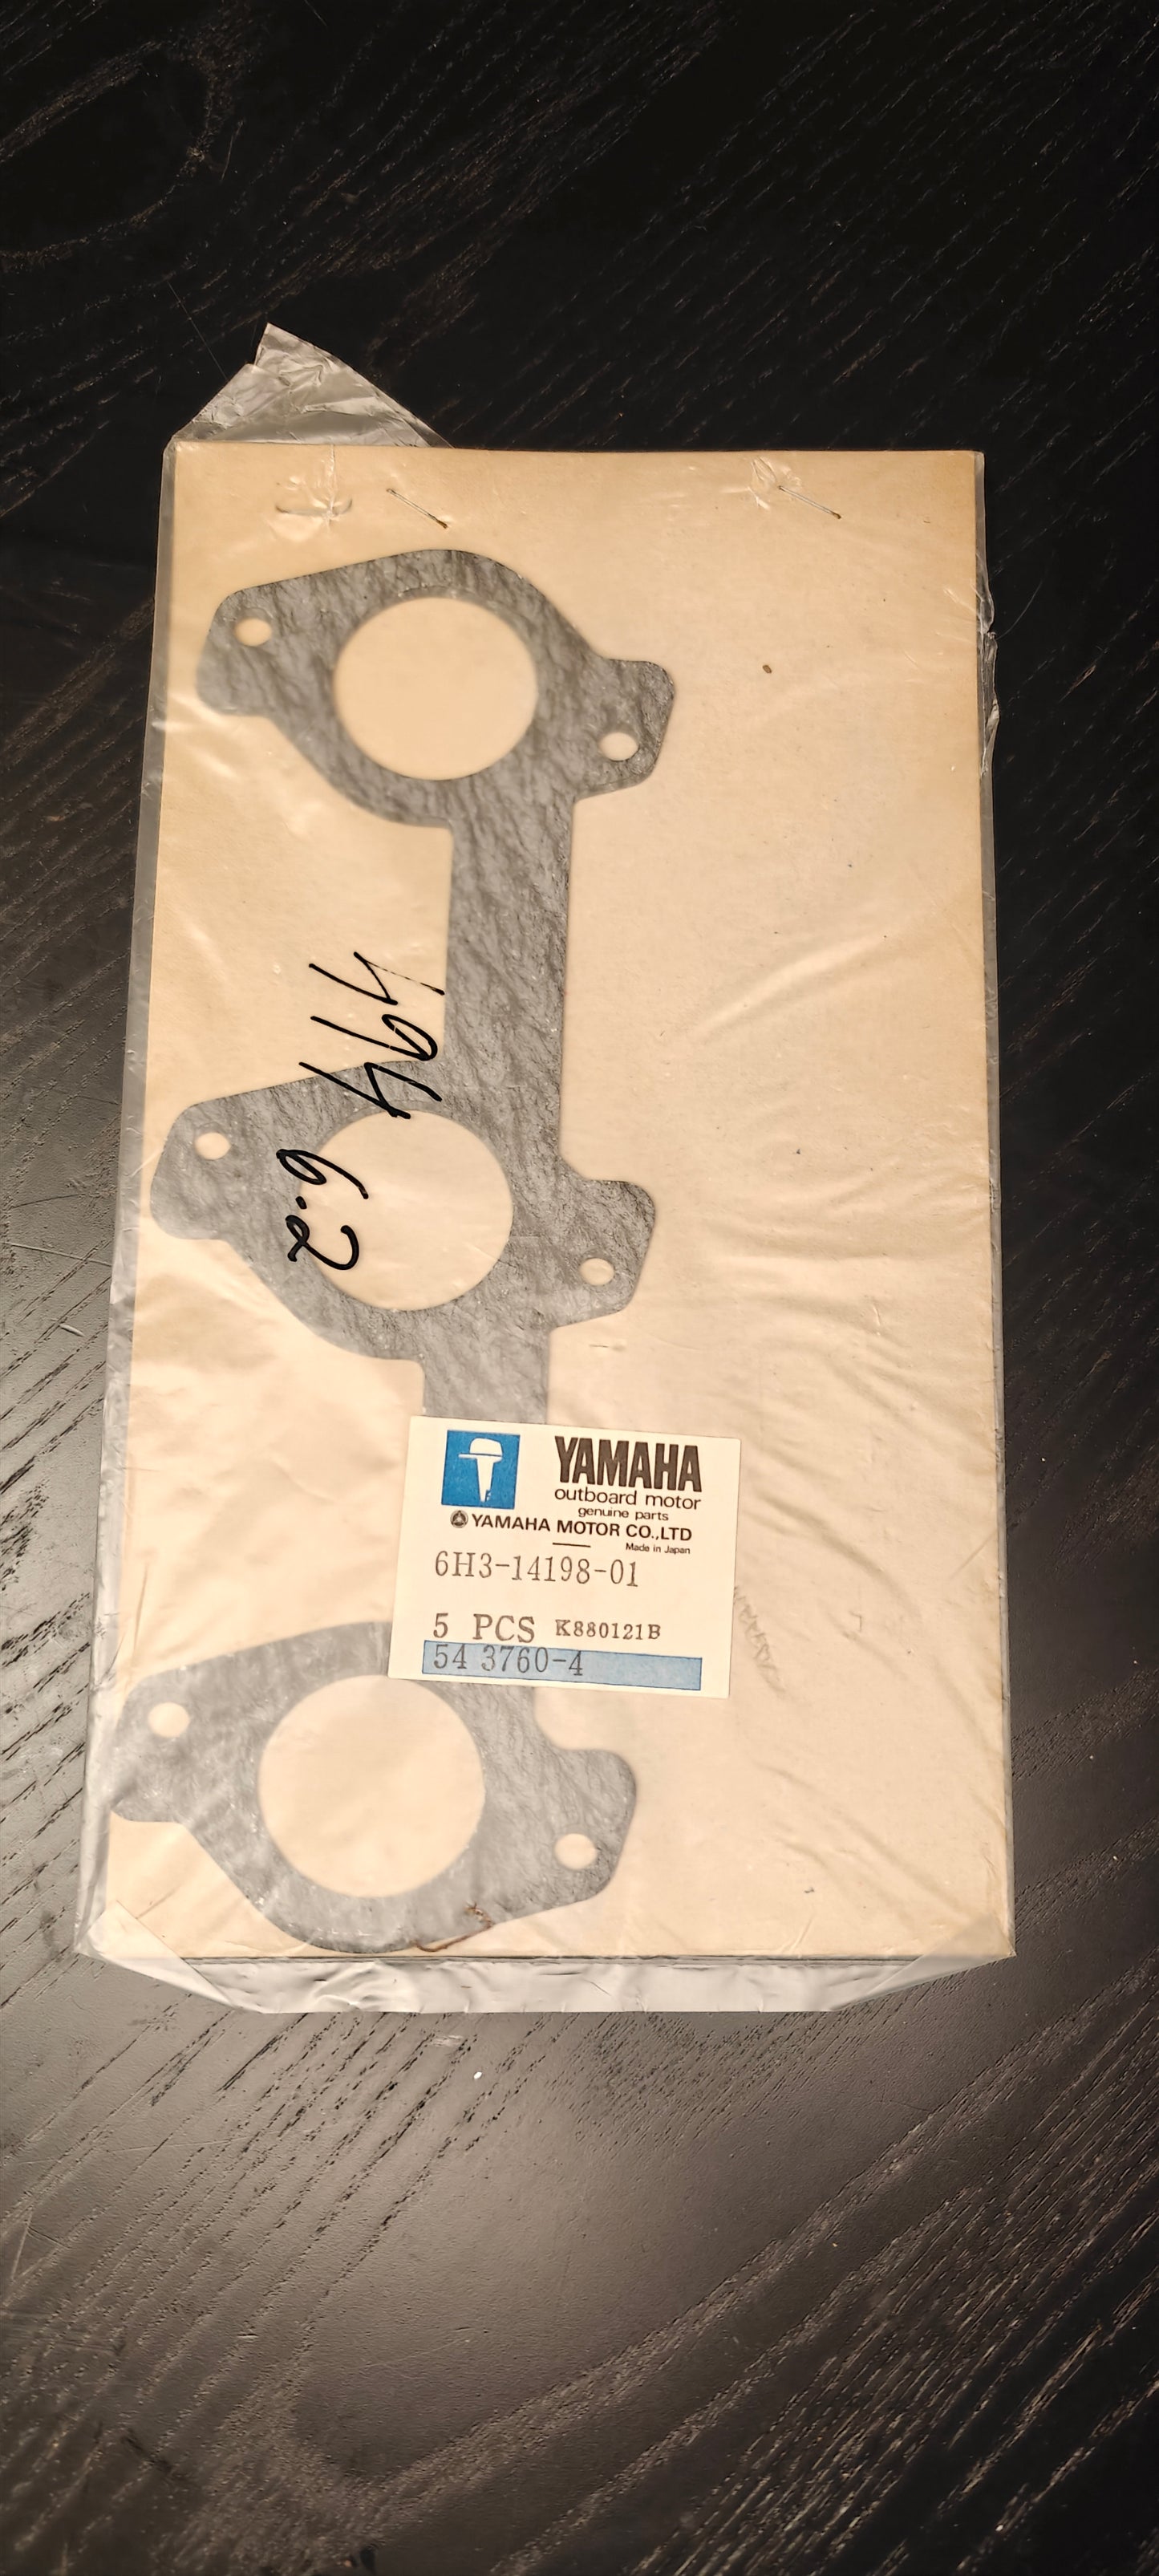 494
6.2
YAMAHA
outboard motor
genuine parts
YAMAHA MOTOR CO.,LTD
Made in Japan
6H3-14198-01
5 PCS K880121B
54 3760-4